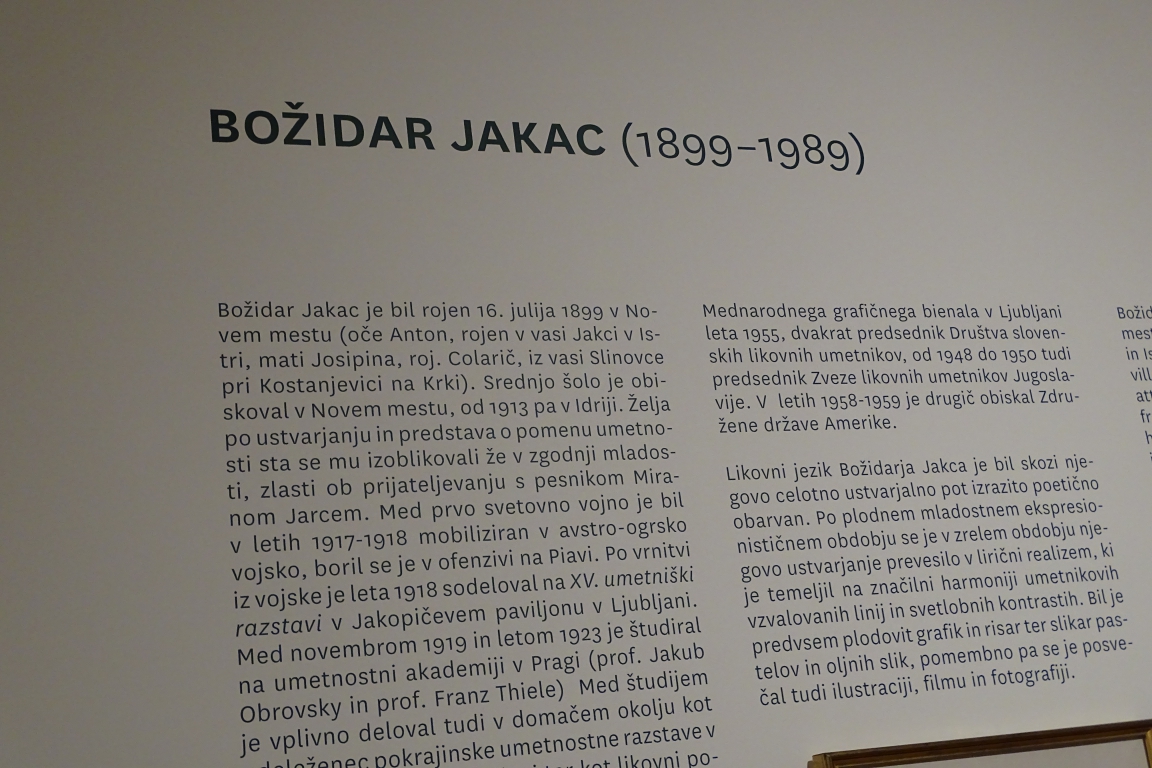 BOŽIDAR JAKAC (1899–1989)
Božidar Jakac je bil rojen 16. julija 1899 v No-
vem mestu (oče Anton, rojen v vasi Jakci v Is-
tri, mati Josipina, roj. Colarič, iz vasi Slinovce
pri Kostanjevici na Krki). Srednjo šolo je obi-
skoval v Novem mestu, od 1913 pa v Idriji. Želja
po ustvarjanju in predstava o pomenu umetno-
sti sta se mu izoblikovali že v zgodnji mlados-
ti, zlasti ob prijateljevanju s pesnikom Mira-
nom Jarcem. Med prvo svetovno vojno je bil
v letih 1917-1918 mobiliziran v avstro-ogrsko
vojsko, boril se je v ofenzivi na Piavi. Po vrnitvi
iz vojske je leta 1918 sodeloval na XV. umetniški
razstavi v Jakopičevem paviljonu v Ljubljani.
Med novembrom 1919 in letom 1923 je študiral
na umetnostni akademiji v Pragi (prof. Jakub
Obrovsky in prof. Franz Thiele)  Med študijem
je vplivno deloval tudi v domačem okolju kot
pokrajinske umetnostne razstave v
kot likovni po-
Mednarodnega grafičnega bienala v Ljubljani
leta 1955, dvakrat predsednik Društva sloven-
skih likovnih umetnikov, od 1948 do 1950 tudi
predsednik Zveze likovnih umetnikov Jugosla-
vije. V  letih 1958-1959 je drugič obiskal Zdru-
žene države Amerike.
Likovni jezik Božidarja Jakca je bil skozi nje-
govo celotno ustvarjalno pot izrazito poetično
obarvan. Po plodnem mladostnem ekspresio-
nističnem obdobju se je v zrelem obdobju nje-
govo ustvarjanje prevesilo v lirični realizem, ki
je temeljil na značilni harmoniji umetnikovih
vzvalovanih linij in svetlobnih kontrastih. Bil je
predvsem plodovit grafik in risar ter slikar pas-
telov in oljnih slik, pomembno pa se je posve-
čal tudi ilustraciji, filmu in fotografiji.